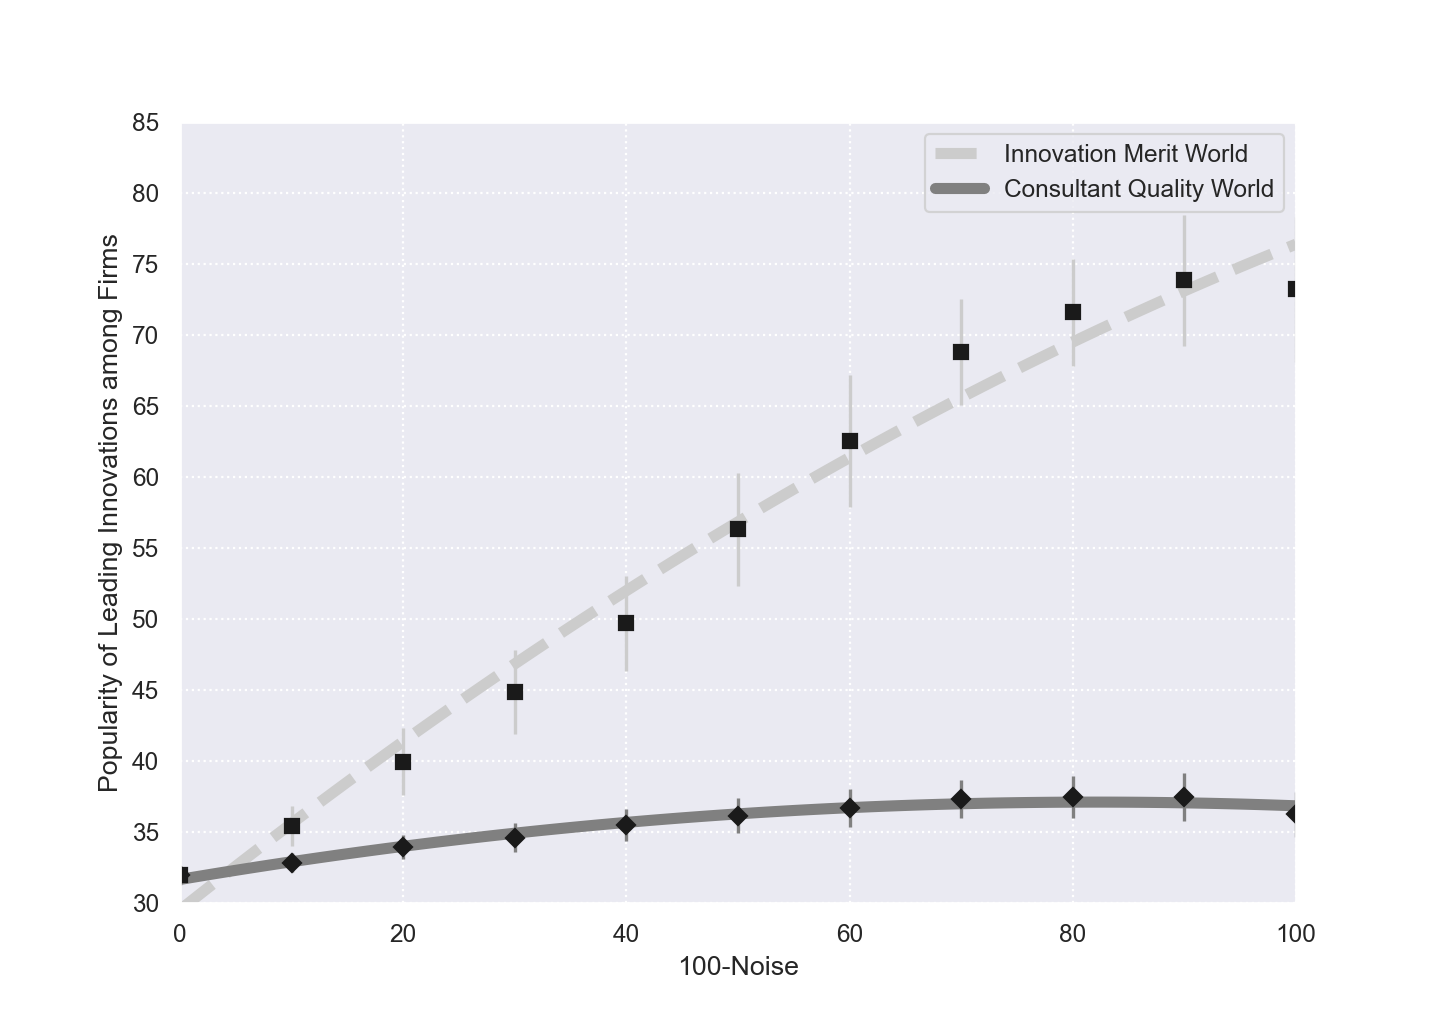 85
80
75
70
65
60
55
50
45
40
35
30
Popularity of Leading Innovations among Firms
Innovation Merit World
Consultant Quality World
0 20 40 60 80 100
100-Noise